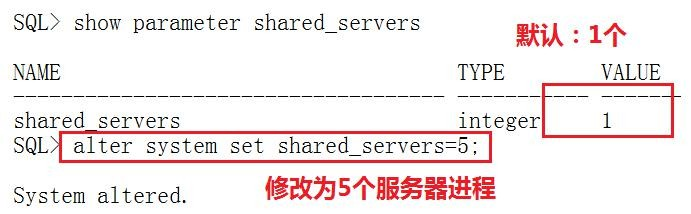 SQL> show parameter shared_servers
默认：1个
NAME TYPE VALUE
------------------------------------ ----------- -------
shared_servers integer 1
SQL> alter system set shared_servers=5;
System altered.
修改为5个服务器进程